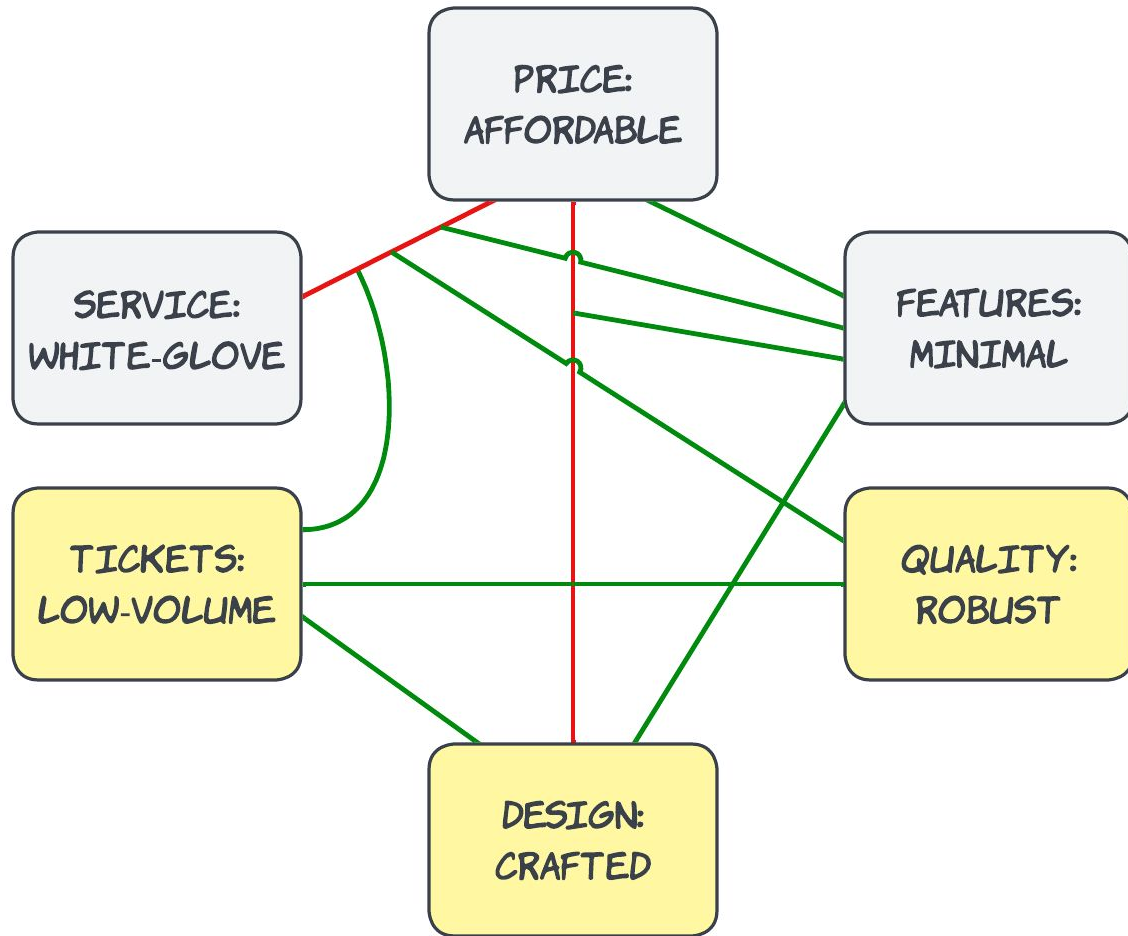 PRICE:
AFFORDABLE
SERVICE:
WHITE-GLOVE
FEATURES:
MINIMAL
TICKETS:
LOW-VOLUME
QUALITY:
ROBUST
DESIGN:
CRAFTED